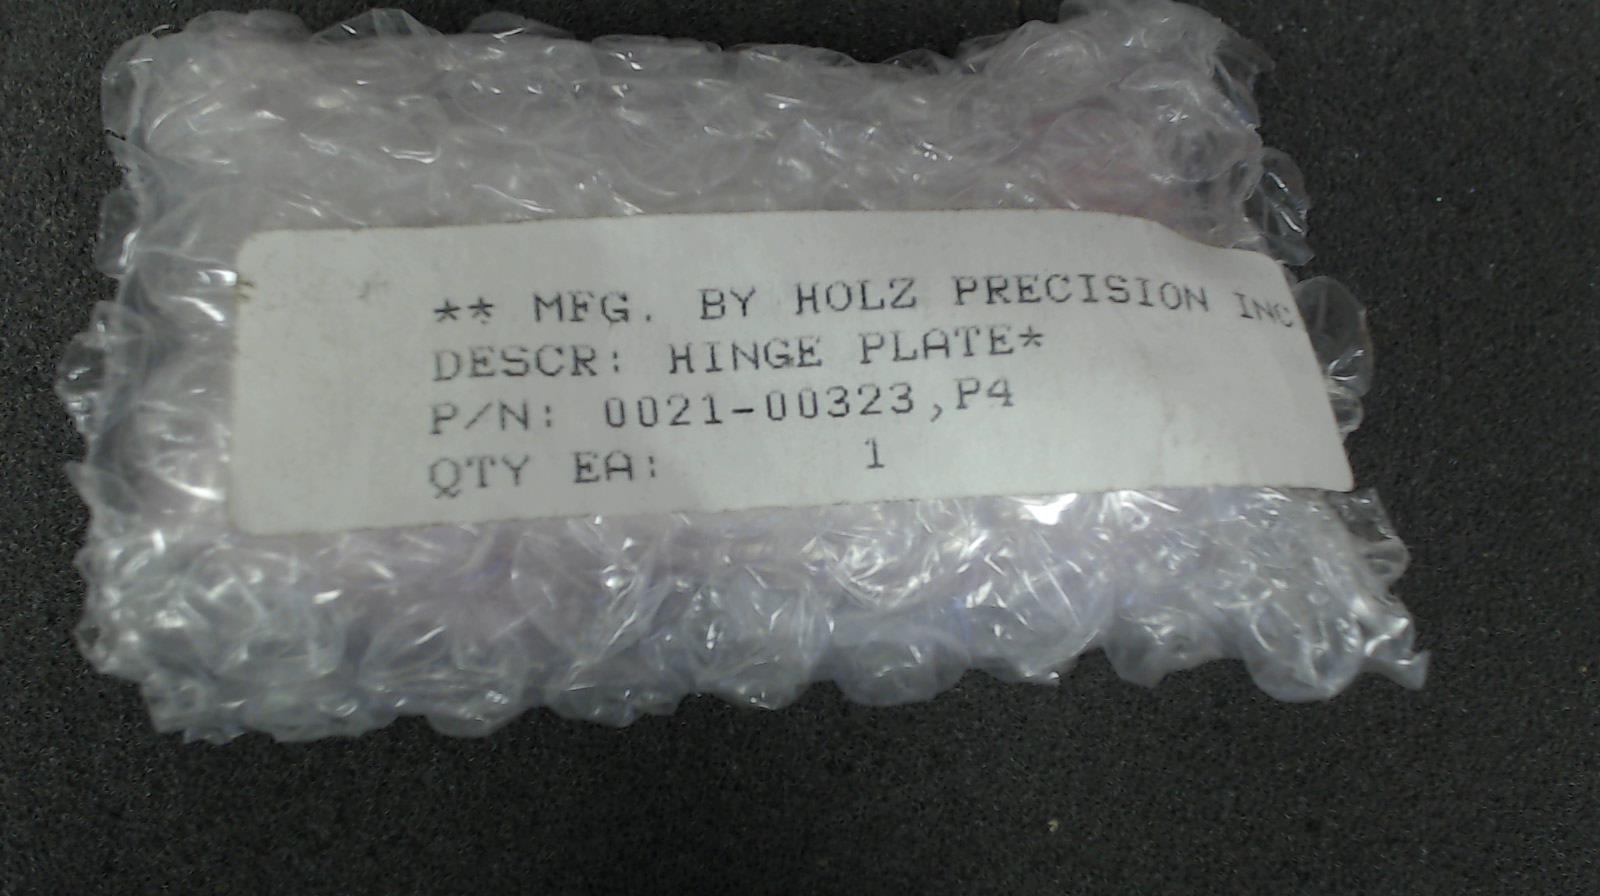 ** MFG. BY HOLZ PRECISION INC
DESCR: HINGE PLATE*
P/N: 0021-00323,P4
QTY EA: 1